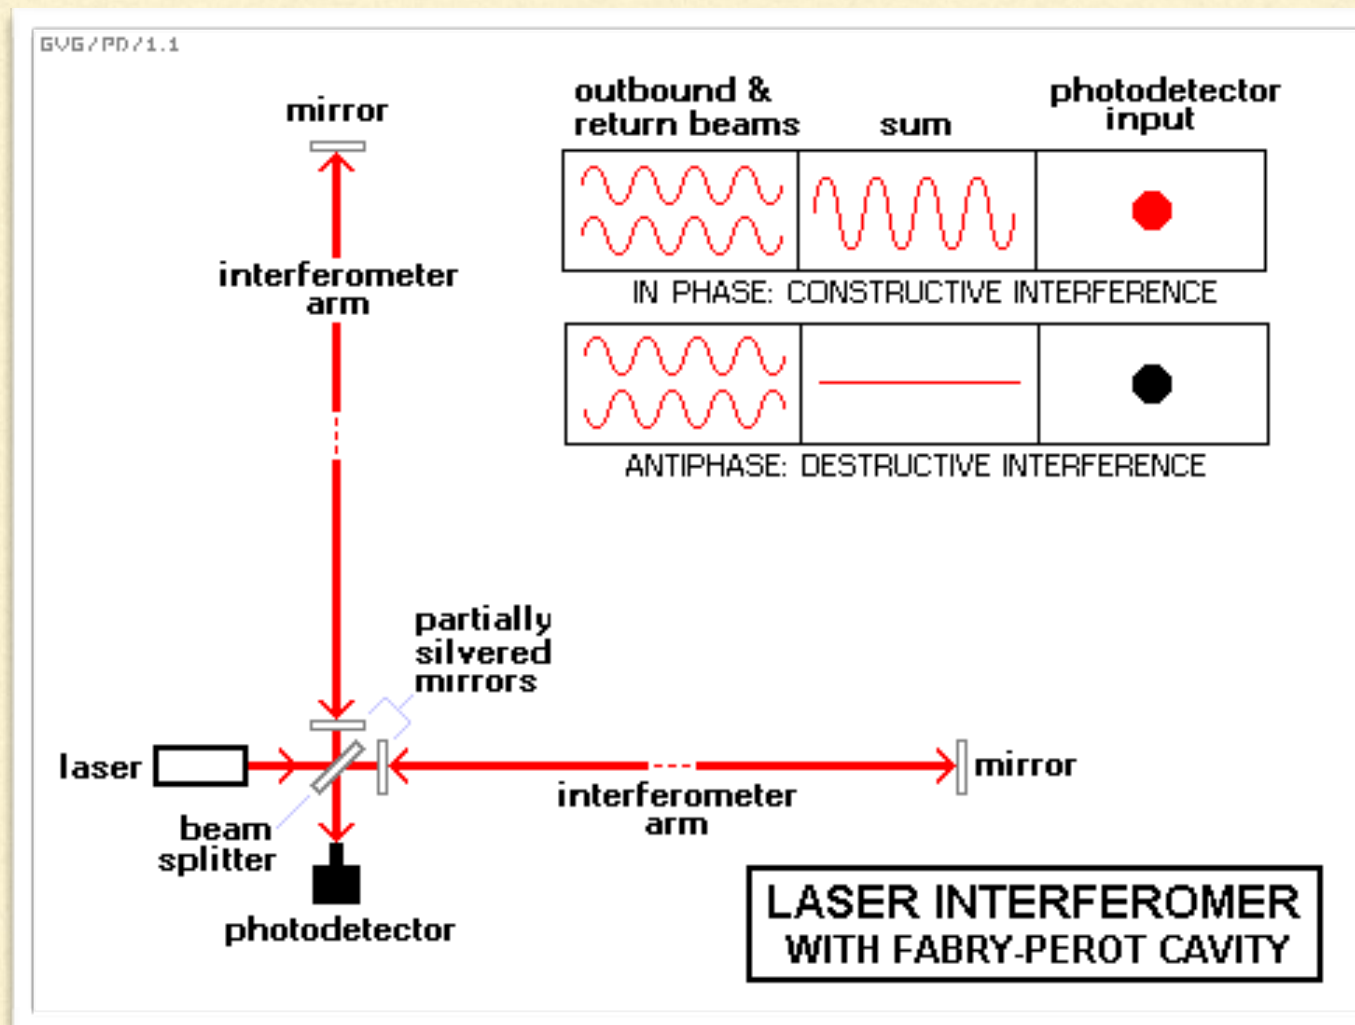 GVG/PD/1.1
mirror
outbound &
return beams
sum
photodetector
input
interferometer
arm
IN PHASE: CONSTRUCTIVE INTERFERENCE
ANTIPHASE: DESTRUCTIVE INTERFERENCE
partially
silvered
mirrors
laser
mirror
interferometer
arm
beam
splitter
photodetector
LASER INTERFEROMER
WITH FABRY-PEROT CAVITY